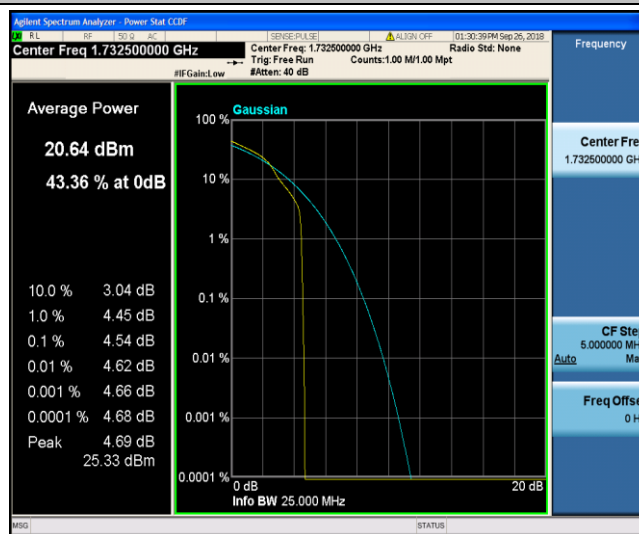 Agilent Spectrum Analyzer - Power Stat CCDF
RL RF 50 Ω AC SENSE:PULSE ALIGN OFF 01:30:39 PM Sep 26, 2018
Center Freq 1.732500000 GHz
Center Freq: 1.732500000 GHz Radio Std: None
Trig: Free Run Counts:1.00 M/1.00 Mpt
#IFGain:Low #Atten: 40 dB
Frequency
Average Power
20.64 dBm
43.36 % at 0dB
10.0 % 3.04 dB
1.0 % 4.45 dB
0.1 % 4.54 dB
0.01 % 4.62 dB
0.001 % 4.66 dB
0.0001 % 4.68 dB
Peak 4.69 dB
25.33 dBm
Gaussian
100 %
10 %
1 %
0.1 %
0.01 %
0.001 %
0.0001 %
0 dB 20 dB
Info BW 25.000 MHz
Center Fre
1.732500000 GH
CF Ste
5.000000 MH
Auto Ma
Freq Offse
0 H
MSG STATUS